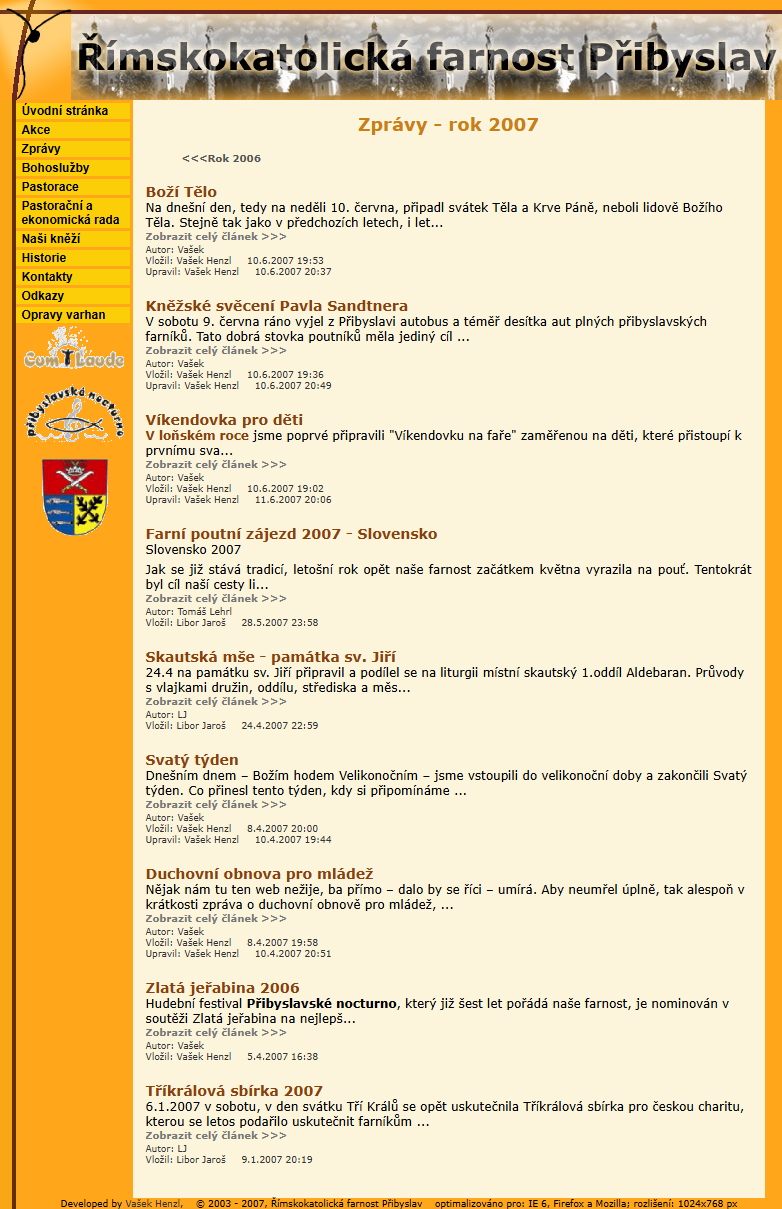 Římskokatolická farnost Přibyslav
Úvodní stránka
Akce
Zprávy
Bohoslužby
Pastorace
Pastorační a
ekonomická rada
Naši kněží
Historie
Kontakty
Odkazy
Opravy varhan
Cum Laude
přibyslavské nocturno
Zprávy - rok 2007
<<<Rok 2006
Boží Tělo
Na dnešní den, tedy na neděli 10. června, připadl svátek Těla a Krve Páně, neboli lidově Božího
Těla. Stejně tak jako v předchozích letech, i let...
Zobrazit celý článek >>>
Autor: Vašek
Vložil: Vašek Henzl 10.6.2007 19:53
Upravil: Vašek Henzl 10.6.2007 20:37
Kněžské svěcení Pavla Sandtnera
V sobotu 9. června ráno vyjel z Přibyslavi autobus a téměř desítka aut plných přibyslavských
farníků. Tato dobrá stovka poutníků měla jediný cíl ...
Zobrazit celý článek >>>
Autor: Vašek
Vložil: Vašek Henzl 10.6.2007 19:36
Upravil: Vašek Henzl 10.6.2007 20:49
Víkendovka pro děti
V loňském roce jsme poprvé připravili "Víkendovku na faře" zaměřenou na děti, které přistoupí k
prvnímu sva...
Zobrazit celý článek >>>
Autor: Vašek
Vložil: Vašek Henzl 10.6.2007 19:02
Upravil: Vašek Henzl 11.6.2007 20:06
Farní poutní zájezd 2007 - Slovensko
Slovensko 2007
Jak se již stává tradicí, letošní rok opět naše farnost začátkem května vyrazila na pouť. Tentokrát
byl cíl naší cesty li...
Zobrazit celý článek >>>
Autor: Tomáš Lehrl
Vložil: Libor Jaroš 28.5.2007 23:58
Skautská mše - památka sv. Jiří
24.4 na památku sv. Jiří připravil a podílel se na liturgii místní skautský 1.oddíl Aldebaran. Průvody
s vlajkami družin, oddílu, střediska a měs...
Zobrazit celý článek >>>
Autor: LJ
Vložil: Libor Jaroš 24.4.2007 22:59
Svatý týden
Dnešním dnem – Božím hodem Velikonočním – jsme vstoupili do velikonoční doby a zakončili Svatý
týden. Co přinesl tento týden, kdy si připomínáme ...
Zobrazit celý článek >>>
Autor: Vašek
Vložil: Vašek Henzl 8.4.2007 20:00
Upravil: Vašek Henzl 10.4.2007 19:44
Duchovní obnova pro mládež
Nějak nám tu ten web nežije, ba přímo – dalo by se říci – umírá. Aby neumřel úplně, tak alespoň v
krátkosti zpráva o duchovní obnově pro mládež, ...
Zobrazit celý článek >>>
Autor: Vašek
Vložil: Vašek Henzl 8.4.2007 19:58
Upravil: Vašek Henzl 10.4.2007 20:51
Zlatá jeřabina 2006
Hudební festival Přibyslavské nocturno, který již šest let pořádá naše farnost, je nominován v
soutěži Zlatá jeřabina na nejlepš...
Zobrazit celý článek >>>
Autor: Vašek
Vložil: Vašek Henzl 5.4.2007 16:38
Tříkrálová sbírka 2007
6.1.2007 v sobotu, v den svátku Tří Králů se opět uskutečnila Tříkrálová sbírka pro českou charitu,
kterou se letos podařilo uskutečnit farníkům ...
Zobrazit celý článek >>>
Autor: LJ
Vložil: Libor Jaroš 9.1.2007 20:19
Developed by Vašek Henzl, © 2003 - 2007, Římskokatolická farnost Přibyslav optimalizováno pro: IE 6, Firefox a Mozilla; rozlišení: 1024x768 px